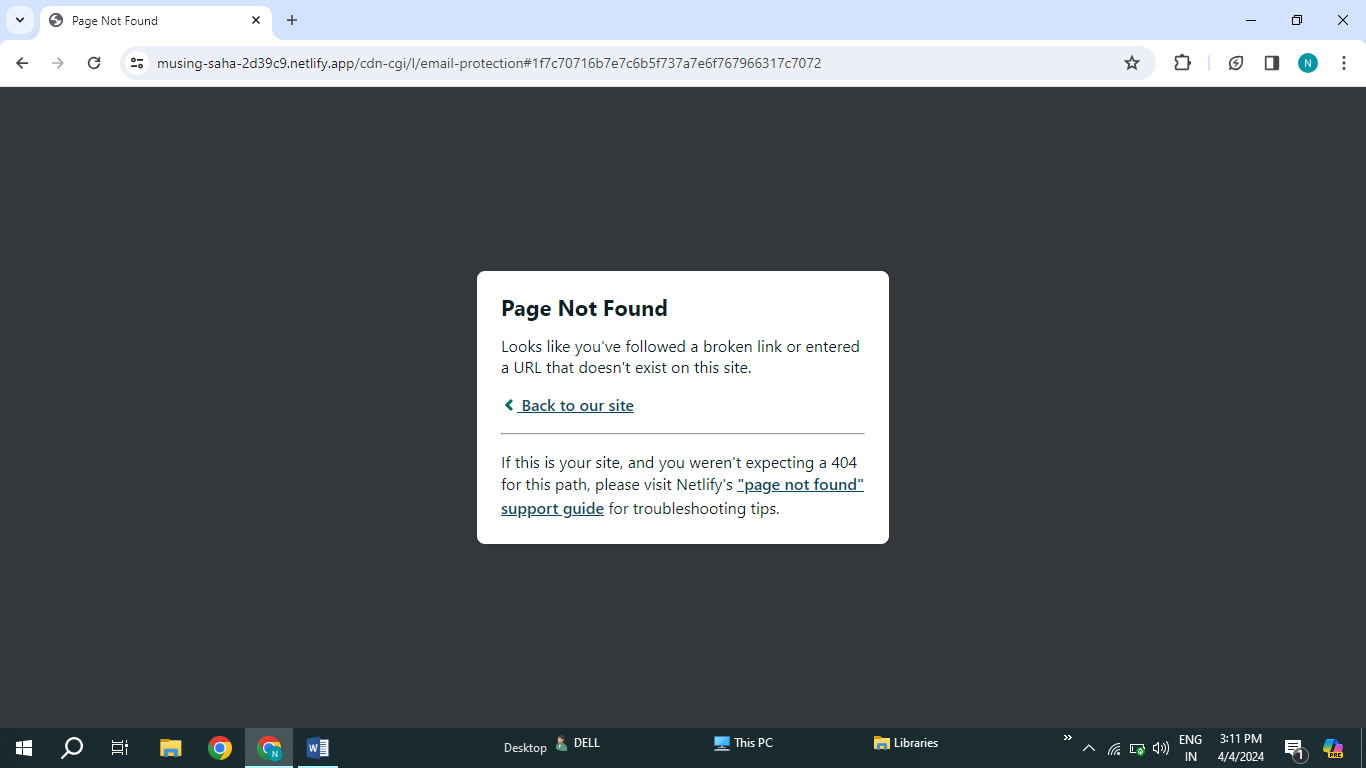 Page Not Found
musing-saha-2d39c9.netlify.app/cdn-cgi/l/email-protection#1f7c70716b7e7c6b5f737a7e6f767966317c7072
N
Page Not Found
Looks like you've followed a broken link or entered
a URL that doesn't exist on this site.
Back to our site
If this is your site, and you weren't expecting a 404
for this path, please visit Netlify's "page not found"
support guide for troubleshooting tips.
N
W
Desktop
DELL
This PC
Libraries
»
ENG
IN
3:11 PM
4/4/2024
1
PRE